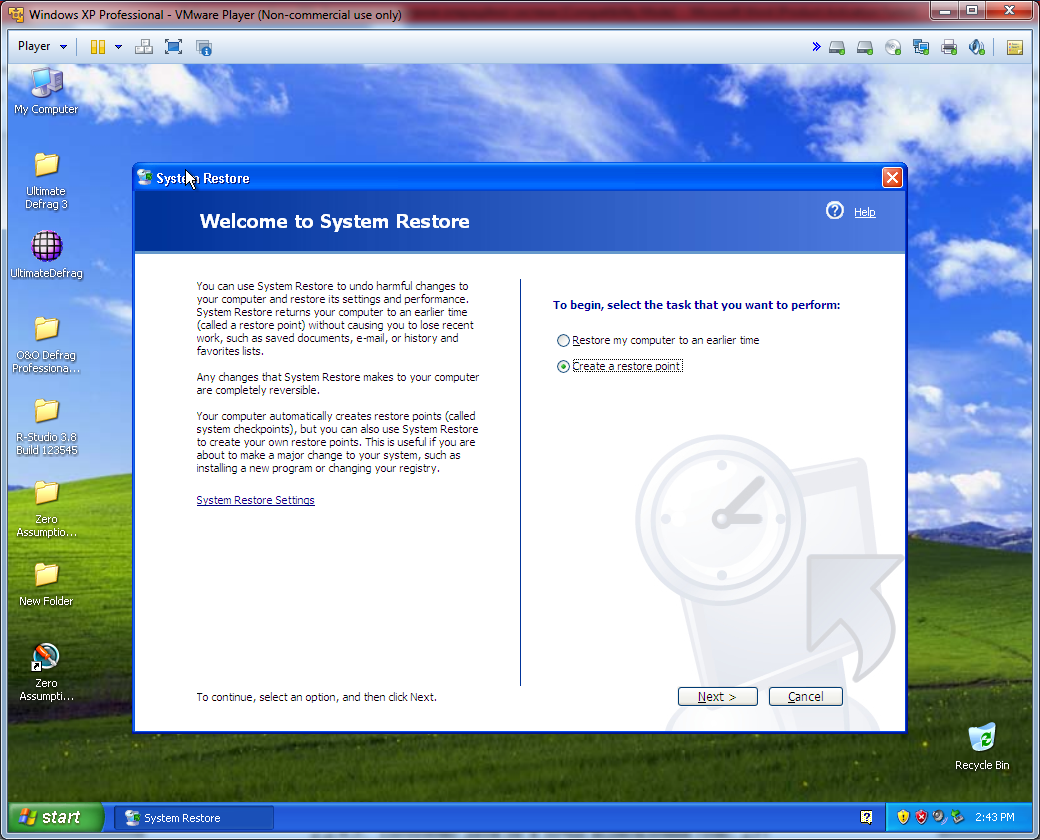 Windows XP Professional - VMware Player (Non-commercial use only)
Player
My Computer
Ultimate
Defrag 3
UltimateDefrag
O&O Defrag
Professiona...
R-Studio 3.8
Build 123545
Zero
Assumptio...
New Folder
Zero
Assumpti...
System Restore
Welcome to System Restore
Help
You can use System Restore to undo harmful changes to
your computer and restore its settings and performance.
System Restore returns your computer to an earlier time
(called a restore point) without causing you to lose recent
work, such as saved documents, e-mail, or history and
favorites lists.
Any changes that System Restore makes to your computer
are completely reversible.
Your computer automatically creates restore points (called
system checkpoints), but you can also use System Restore
to create your own restore points. This is useful if you are
about to make a major change to your system, such as
installing a new program or changing your registry.
System Restore Settings
To begin, select the task that you want to perform:
Restore my computer to an earlier time
Create a restore point
To continue, select an option, and then click Next.
Next >
Cancel
Recycle Bin
start
System Restore
2:43 PM